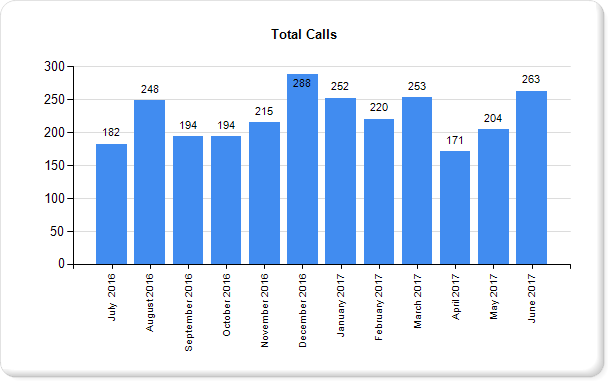 Total Calls
300
250
200
150
100
50
0
182
248
194
194
215
288
252
220
253
171
204
263
July 2016
August 2016
September 2016
October 2016
November 2016
December 2016
January 2017
February 2017
March 2017
April 2017
May 2017
June 2017